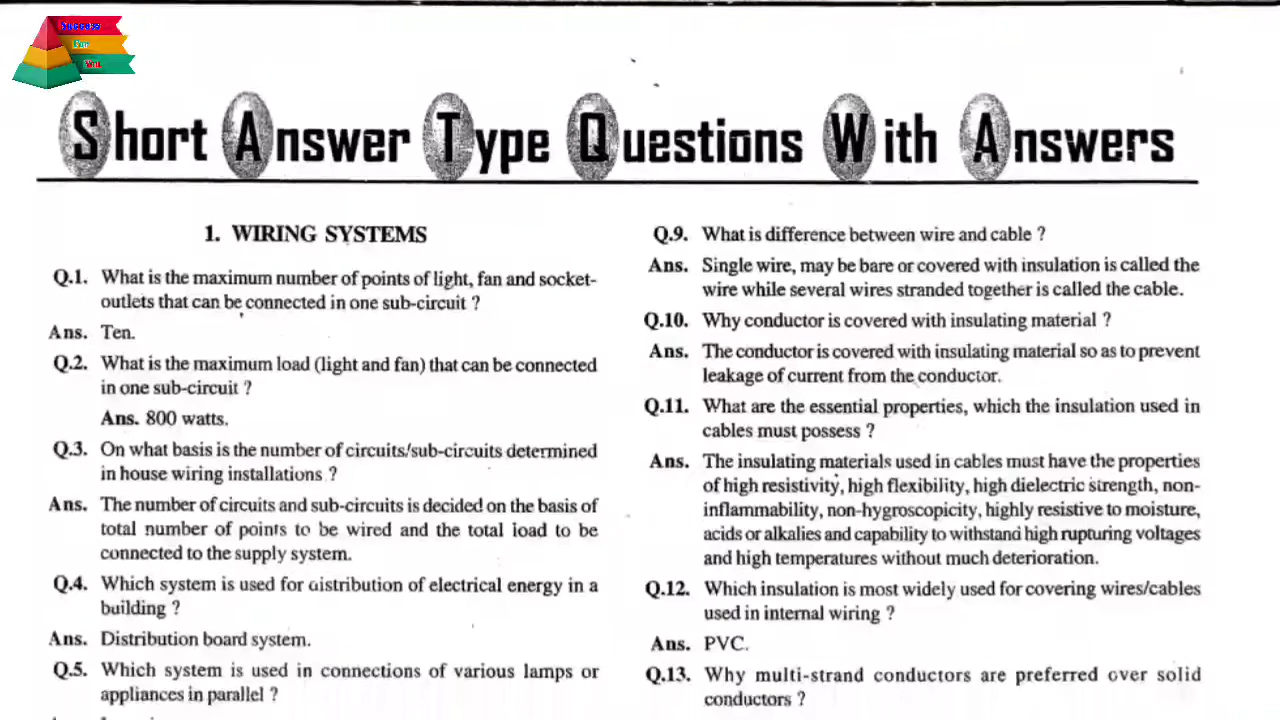 Success
For
You
Short Answer Type Questions With Answers
1. WIRING SYSTEMS
Q.1. What is the maximum number of points of light, fan and socket-
outlets that can be connected in one sub-circuit ?
Ans. Ten.
Q.2. What is the maximum load (light and fan) that can be connected
in one sub-circuit ?
Ans. 800 watts.
Q.3. On what basis is the number of circuits/sub-circuits determined
in house wiring installations ?
Ans. The number of circuits and sub-circuits is decided on the basis of
total number of points to be wired and the total load to be
connected to the supply system.
Q.4. Which system is used for distribution of electrical energy in a
building ?
Ans. Distribution board system.
Q.5. Which system is used in connections of various lamps or
appliances in parallel ?
Q.9. What is difference between wire and cable ?
Ans. Single wire, may be bare or covered with insulation is called the
wire while several wires stranded together is called the cable.
Q.10. Why conductor is covered with insulating material ?
Ans. The conductor is covered with insulating material so as to prevent
leakage of current from the conductor.
Q.11. What are the essential properties, which the insulation used in
cables must possess ?
Ans. The insulating materials used in cables must have the properties
of high resistivity, high flexibility, high dielectric strength, non-
inflammability, non-hygroscopicity, highly resistive to moisture,
acids or alkalies and capability to withstand high rupturing voltages
and high temperatures without much deterioration.
Q.12. Which insulation is most widely used for covering wires/cables
used in internal wiring ?
Ans. PVC.
Q.13. Why multi-strand conductors are preferred over solid
conductors ?